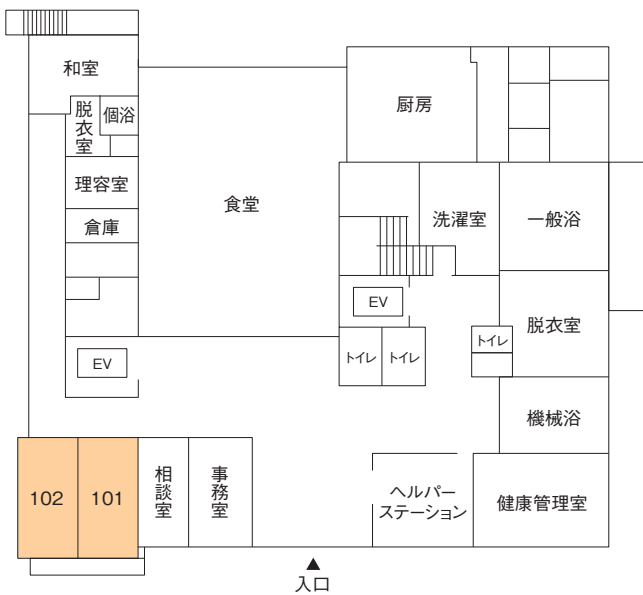 和室
脱衣室
個浴
理容室
倉庫
EV
食堂
厨房
洗濯室
一般浴
EV
トイレ
トイレ
トイレ
脱衣室
機械浴
102
101
相談室
事務室
ヘルパー
ステーション
健康管理室
▲
入口